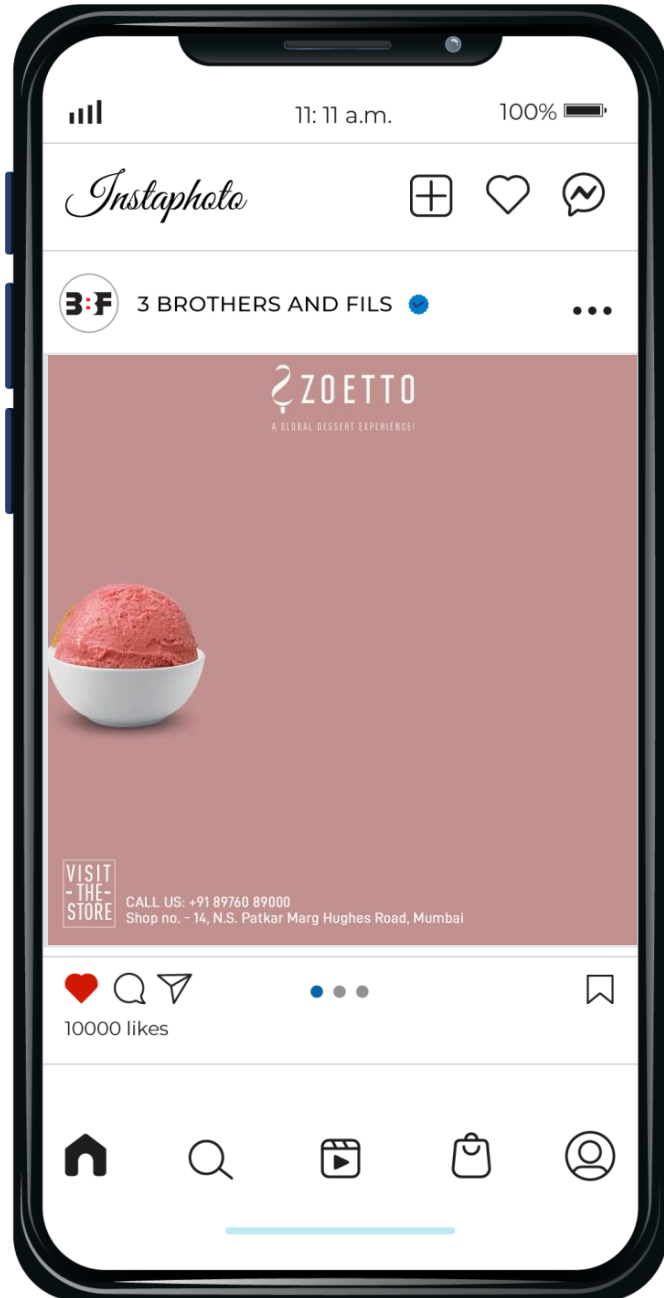 11: 11 a.m.
100%
Instaphoto
3:F
3 BROTHERS AND FILS
ZOETTO
A GLOBAL DESSERT EXPERIENCE!
VISIT
-THE-
STORE
CALL US: +91 89760 89000
Shop no. - 14, N.S. Patkar Marg Hughes Road, Mumbai
10000 likes